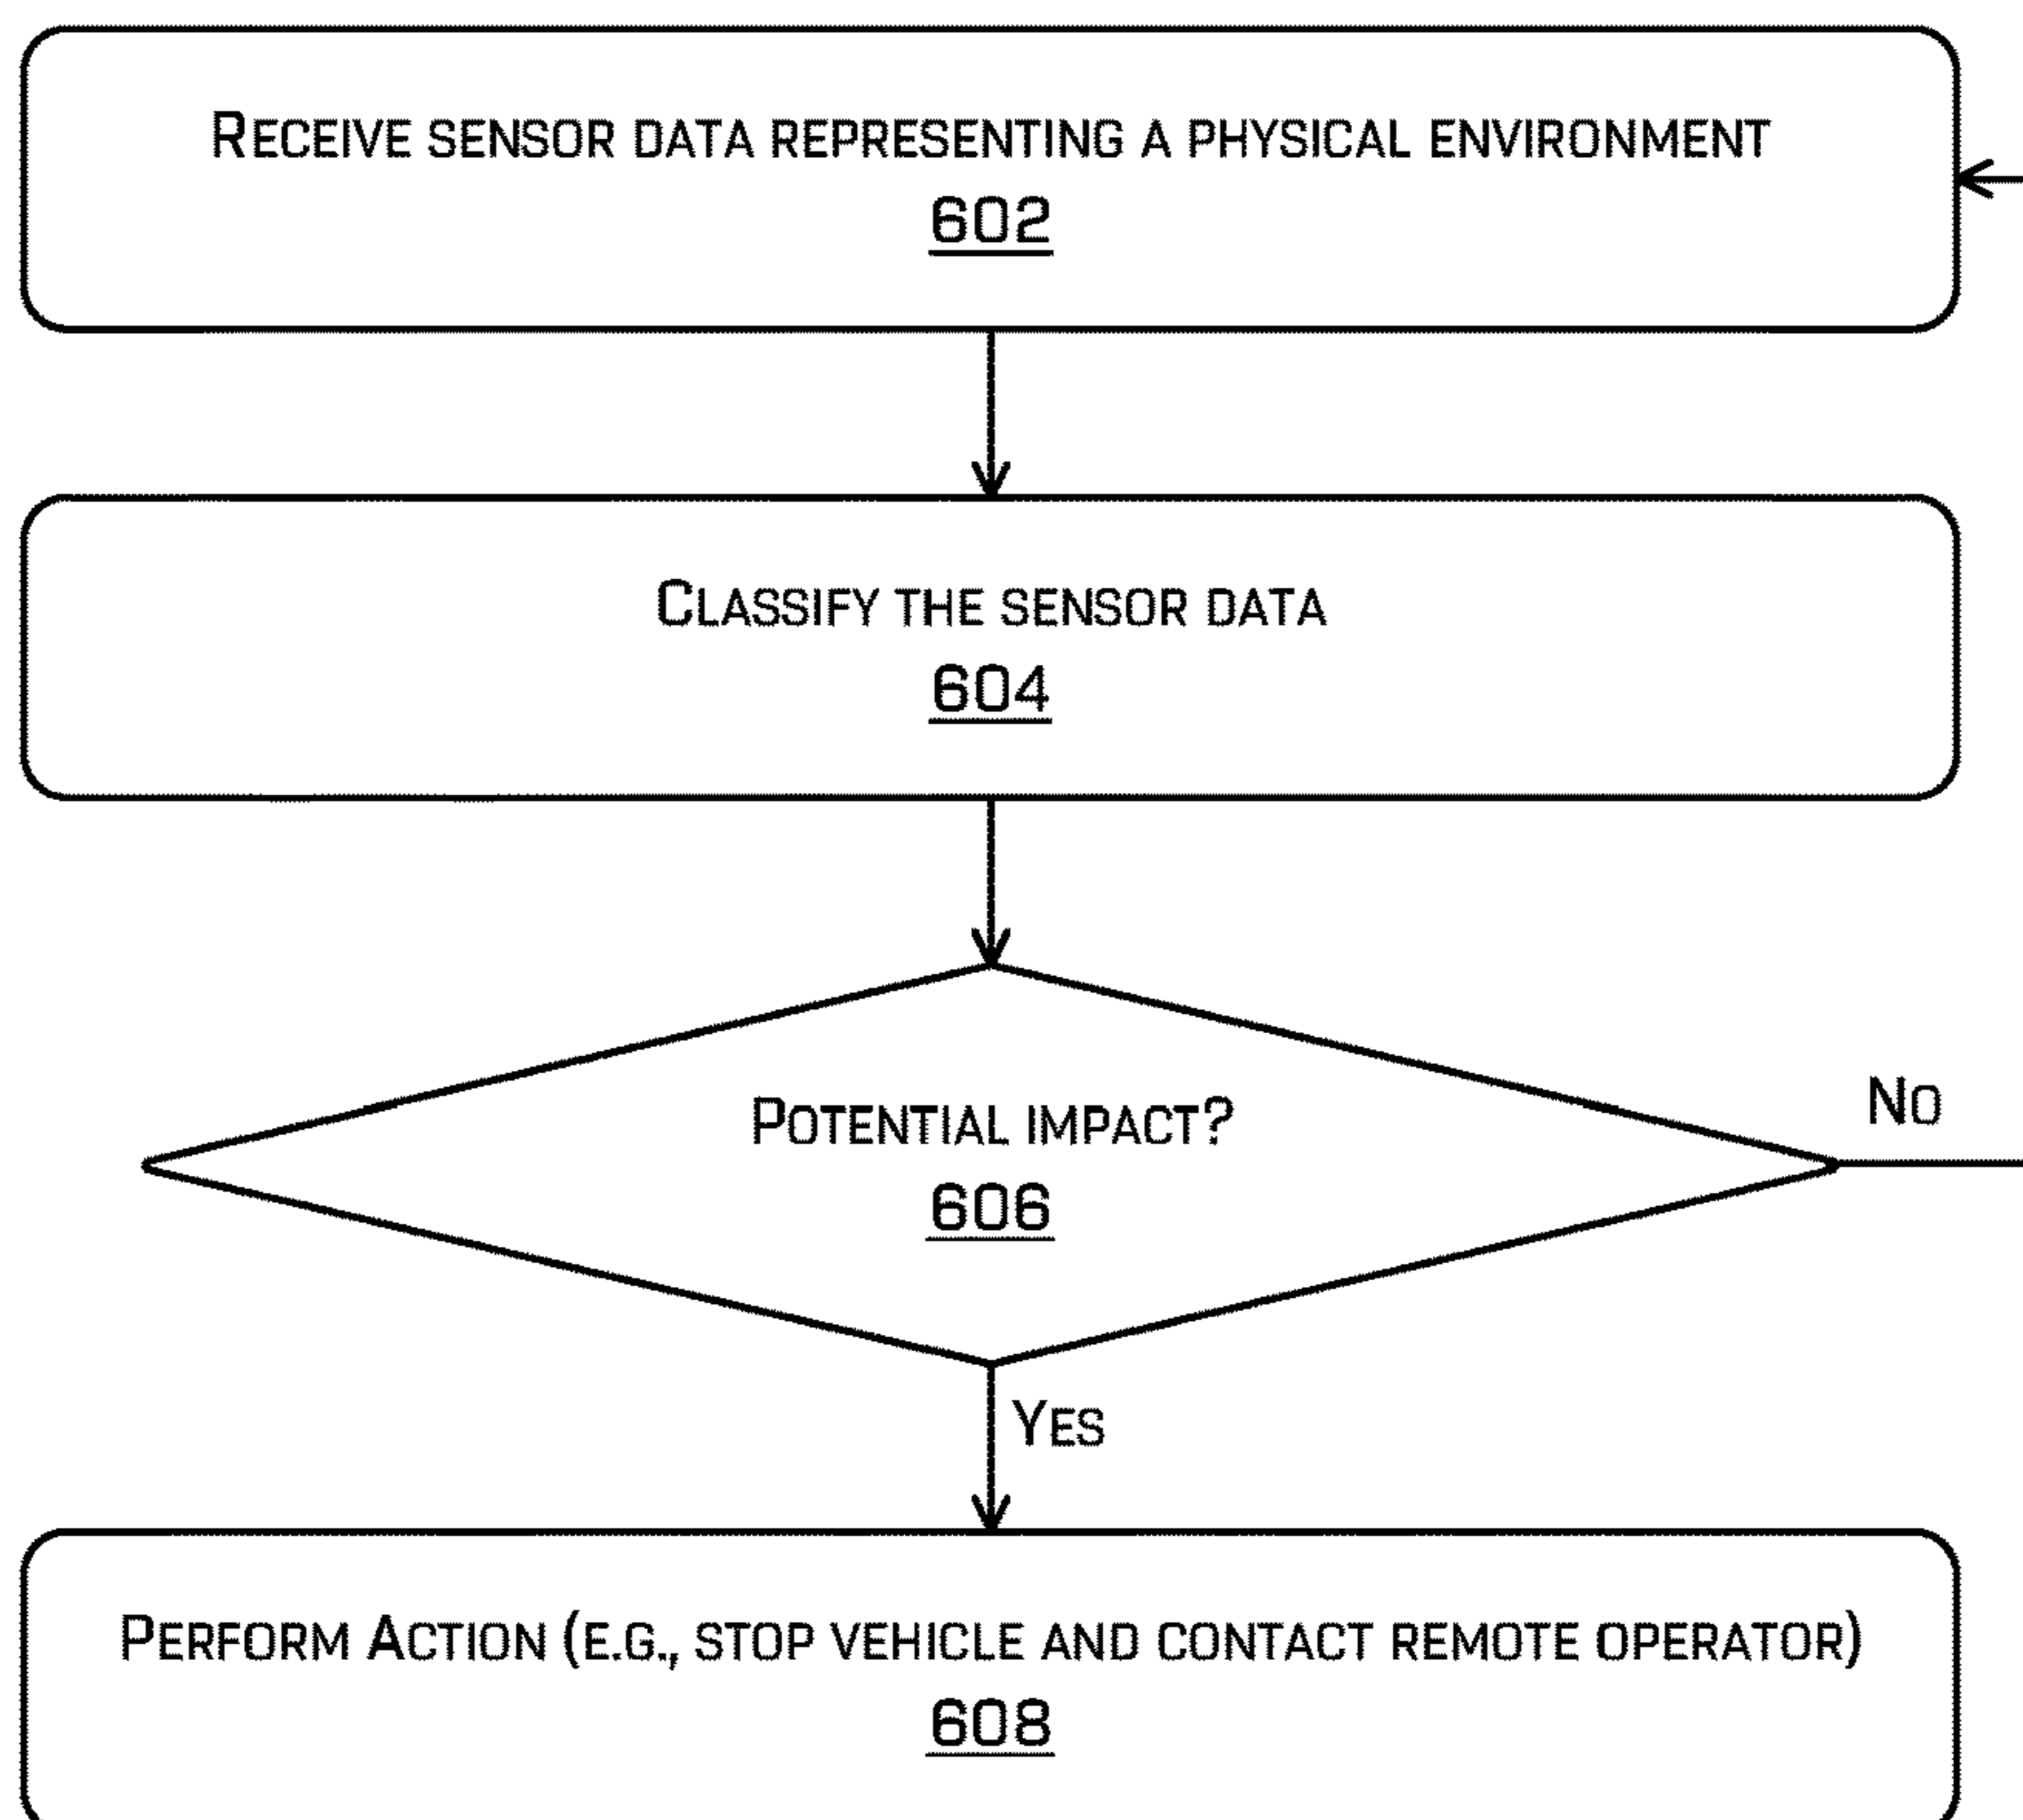 Receive sensor data representing a physical environment
602
Classify the sensor data
604
Potential impact?
606
No
Yes
Perform Action (e.g., stop vehicle and contact remote operator)
608